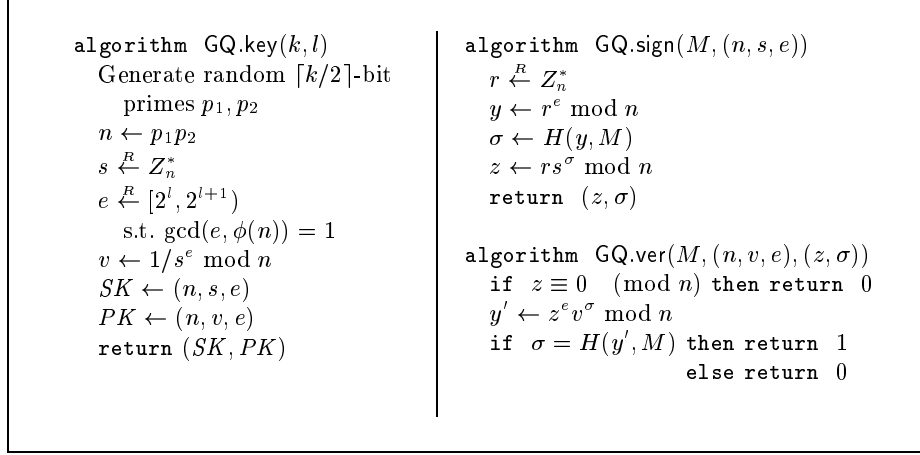 algorithm GQ.key(k, l)
Generate random ⌈k/2⌉-bit
primes p₁, p₂
n ← p₁p₂
s ←ᴿ Zₙ*
e ←ᴿ [2ˡ, 2ˡ⁺¹)
s.t. gcd(e, ϕ(n)) = 1
v ← 1/sᵉ mod n
SK ← (n, s, e)
PK ← (n, v, e)
return (SK, PK)
algorithm GQ.sign(M, (n, s, e))
r ←ᴿ Zₙ*
y ← rᵉ mod n
σ ← H(y, M)
z ← rs^σ mod n
return (z, σ)
algorithm GQ.ver(M, (n, v, e), (z, σ))
if z ≡ 0 (mod n) then return 0
y′ ← zᵉv^σ mod n
if σ = H(y′, M) then return 1
else return 0